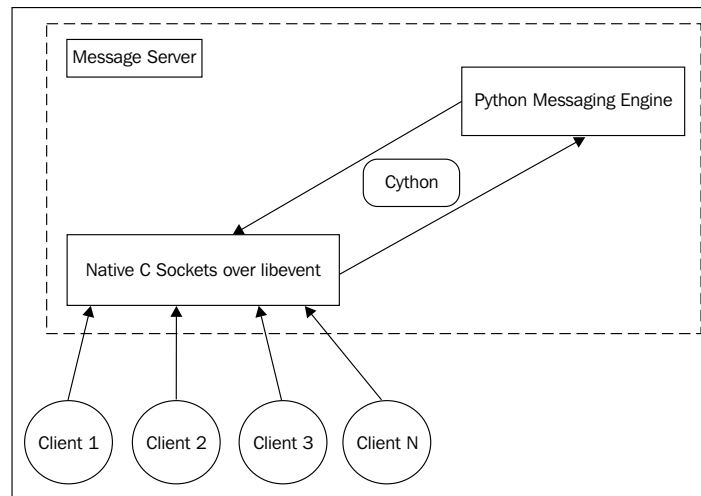 Message Server
Python Messaging Engine
Cython
Native C Sockets over libevent
Client 1
Client 2
Client 3
Client N